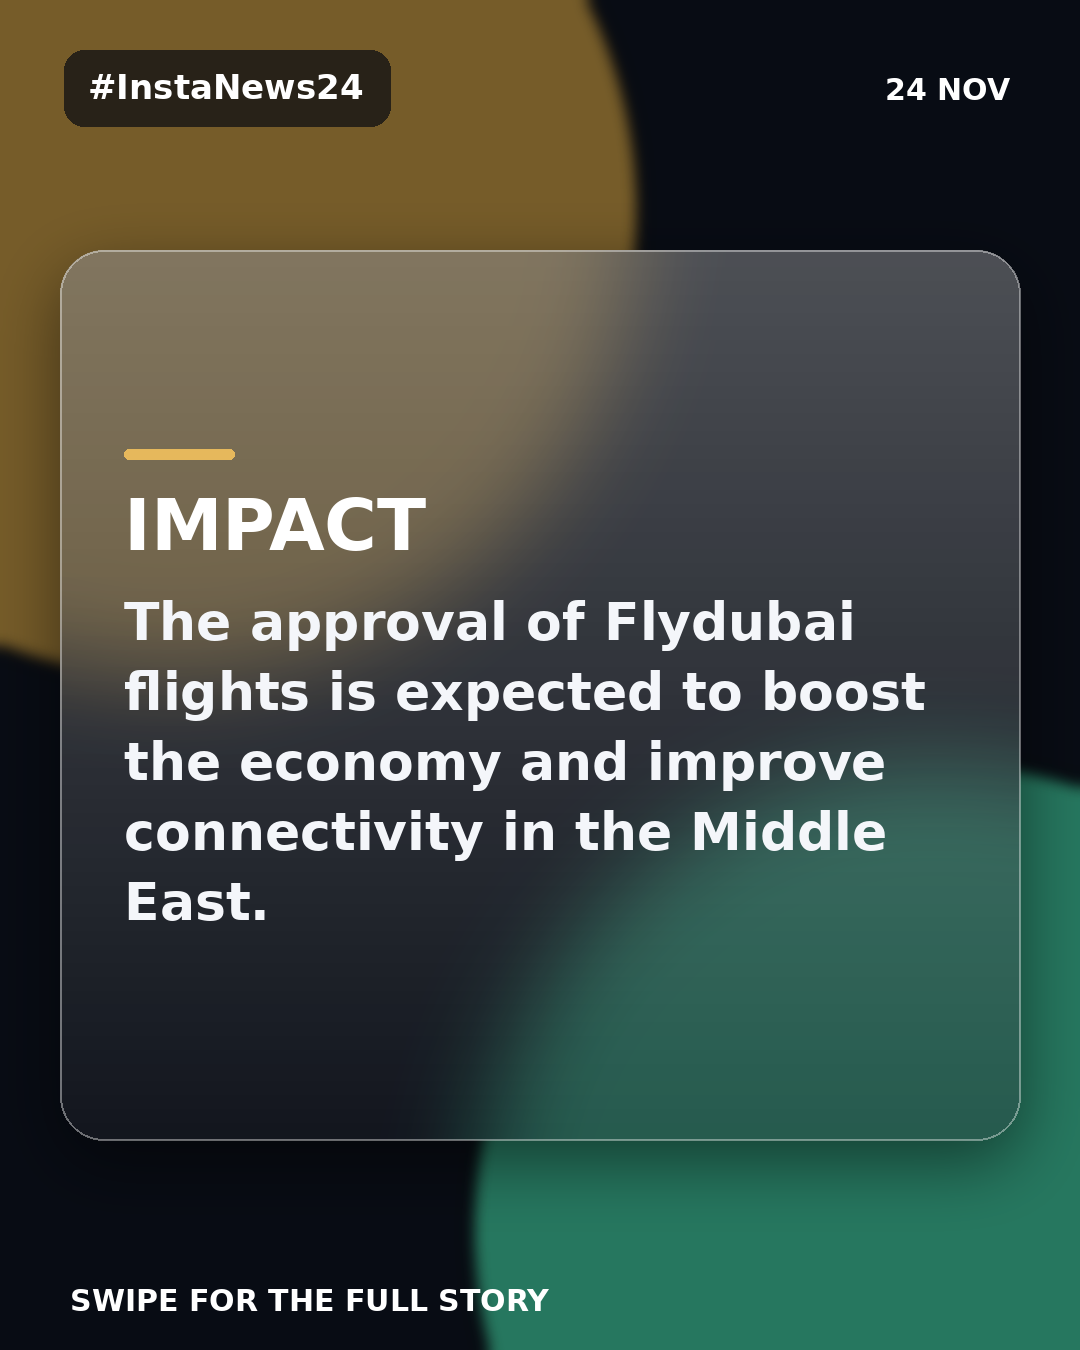 #InstaNews24
24 NOV
IMPACT
The approval of Flydubai
flights is expected to boost
the economy and improve
connectivity in the Middle
East.
SWIPE FOR THE FULL STORY